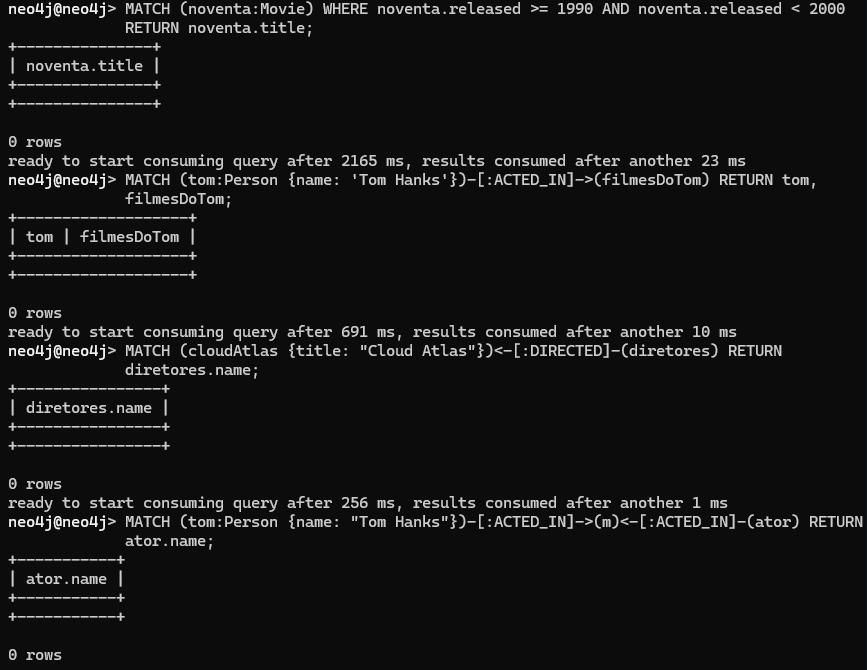 neo4j@neo4j> MATCH (noventa:Movie) WHERE noventa.released >= 1990 AND noventa.released < 2000
             RETURN noventa.title;
+---------------+
| noventa.title |
+---------------+
+---------------+

0 rows
ready to start consuming query after 2165 ms, results consumed after another 23 ms
neo4j@neo4j> MATCH (tom:Person {name: 'Tom Hanks'})-[:ACTED_IN]->(filmesDoTom) RETURN tom,
             filmesDoTom;
+-------------------+
| tom | filmesDoTom |
+-------------------+
+-------------------+

0 rows
ready to start consuming query after 691 ms, results consumed after another 10 ms
neo4j@neo4j> MATCH (cloudAtlas {title: "Cloud Atlas"})<-[:DIRECTED]-(diretores) RETURN
             diretores.name;
+----------------+
| diretores.name |
+----------------+
+----------------+

0 rows
ready to start consuming query after 256 ms, results consumed after another 1 ms
neo4j@neo4j> MATCH (tom:Person {name: "Tom Hanks"})-[:ACTED_IN]->(m)<-[:ACTED_IN]-(ator) RETURN
             ator.name;
+-----------+
| ator.name |
+-----------+
+-----------+

0 rows